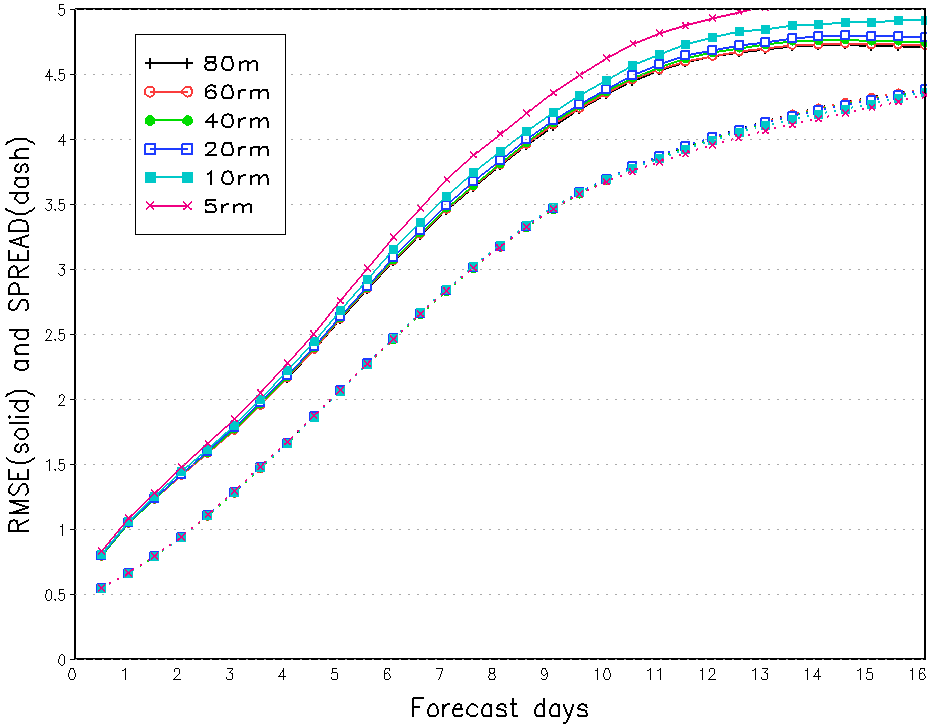 5
4.5
4
3.5
3
2.5
2
1.5
1
0.5
0
RMSE(solid) and SPREAD(dash)
80m
60rm
40rm
20rm
10rm
5rm
0 1 2 3 4 5 6 7 8 9 10 11 12 13 14 15 16
Forecast days